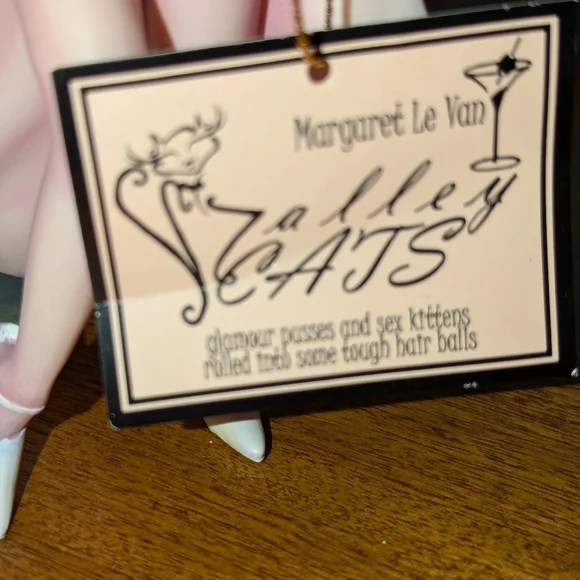 Margaret Le Van
alley
CATS
glamour pusses and sex kittens
rolled into some tough hair balls